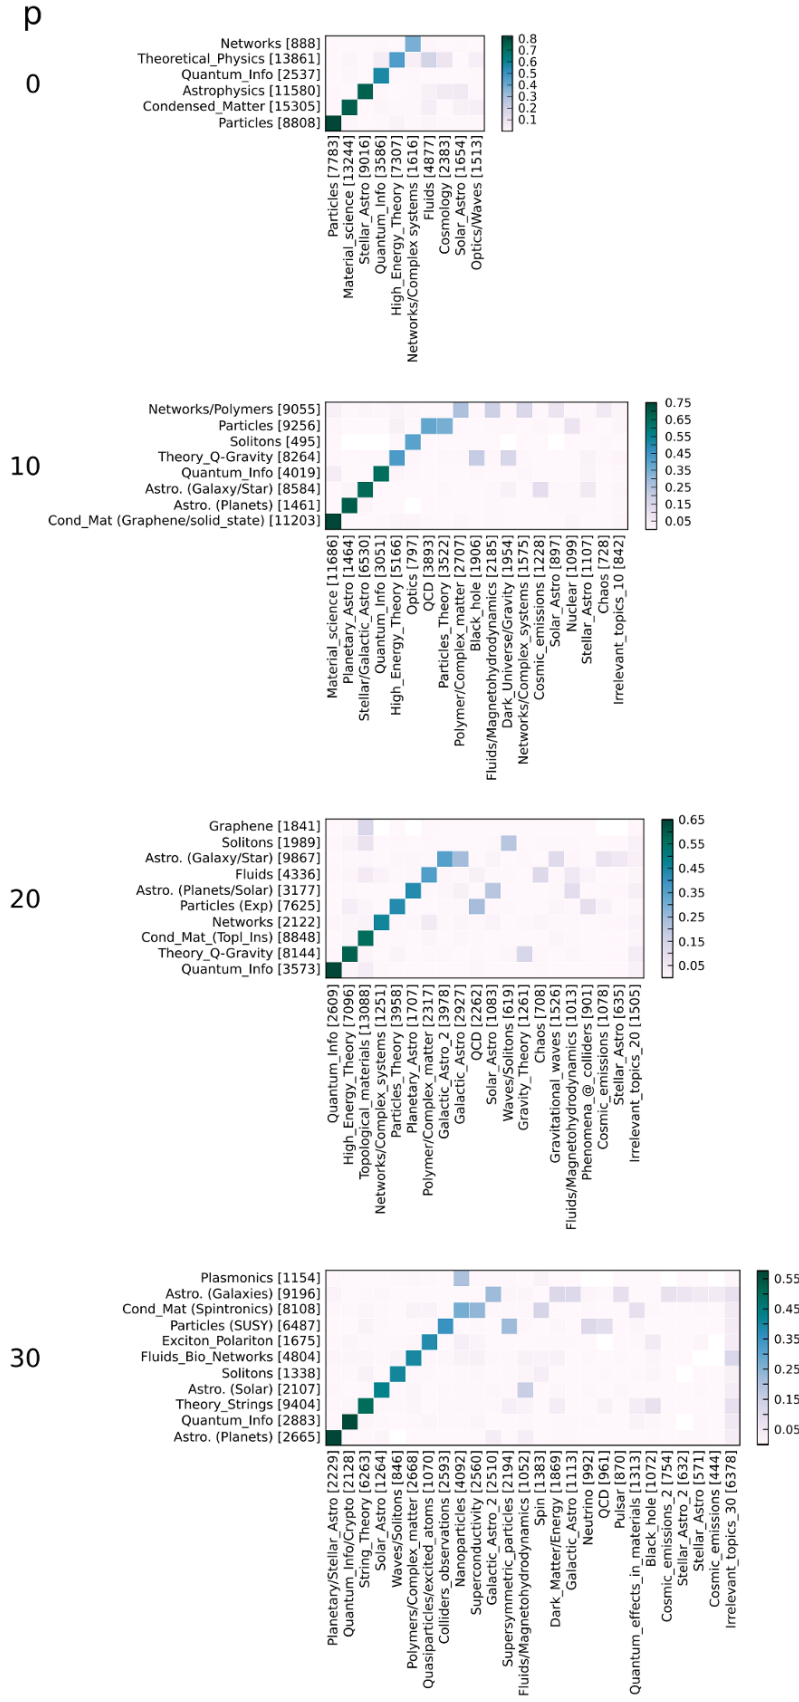 p
0
Networks [888]
Theoretical_Physics [13861]
Quantum_Info [2537]
Astrophysics [11580]
Condensed_Matter [15305]
Particles [8808]
0.8
0.7
0.6
0.5
0.4
0.3
0.2
0.1
Particles [7783]
Material_science [13244]
Stellar_Astro [9016]
Quantum_Info [3586]
High_Energy_Theory [7307]
Networks/Complex systems [1616]
Fluids [4877]
Cosmology [2383]
Solar_Astro [1654]
Optics/Waves [1513]
10
Networks/Polymers [9055]
Particles [9256]
Solitons [495]
Theory_Q-Gravity [8264]
Quantum_Info [4019]
Astro. (Galaxy/Star) [8584]
Astro. (Planets) [1461]
Cond_Mat (Graphene/solid_state) [11203]
0.75
0.65
0.55
0.45
0.35
0.25
0.15
0.05
Material_science [11686]
Planetary_Astro [1464]
Stellar/Galactic_Astro [6530]
Quantum_Info [3051]
High_Energy_Theory [5166]
Optics [797]
QCD [3893]
Particles_Theory [3522]
Polymer/Complex_matter [2707]
Black_hole [1906]
Fluids/Magnetohydrodynamics [2185]
Dark_Universe/Gravity [1954]
Networks/Complex_systems [1575]
Cosmic_emissions [1228]
Solar_Astro [897]
Nuclear [1099]
Stellar_Astro [1107]
Chaos [728]
Irrelevant_topics_10 [842]
20
Graphene [1841]
Solitons [1989]
Astro. (Galaxy/Star) [9867]
Fluids [4336]
Astro. (Planets/Solar) [3177]
Particles (Exp) [7625]
Networks [2122]
Cond_Mat_(Topl_Ins) [8848]
Theory_Q-Gravity [8144]
Quantum_Info [3573]
0.65
0.55
0.45
0.35
0.25
0.15
0.05
Quantum_Info [2609]
High_Energy_Theory [7096]
Topological_materials [13088]
Networks/Complex_systems [1251]
Particles_Theory [3958]
Planetary_Astro [1707]
Polymer/Complex_matter [2317]
Galactic_Astro_2 [3978]
Galactic_Astro [2927]
QCD [2262]
Solar_Astro [1083]
Waves/Solitons [619]
Gravity_Theory [1261]
Chaos [708]
Gravitational_waves [1526]
Fluids/Magnetohydrodynamics [1013]
Phenomena_@_colliders [901]
Cosmic_emissions [1078]
Stellar_Astro [635]
Irrelevant_topics_20 [1505]
30
Plasmonics [1154]
Astro. (Galaxies) [9196]
Cond_Mat (Spintronics) [8108]
Particles (SUSY) [6487]
Exciton_Polariton [1675]
Fluids_Bio_Networks [4804]
Solitons [1338]
Astro. (Solar) [2107]
Theory_Strings [9404]
Quantum_Info [2883]
Astro. (Planets) [2665]
0.55
0.45
0.35
0.25
0.15
0.05
Planetary/Stellar_Astro [2229]
Quantum_Info/Crypto [2128]
String_Theory [6263]
Solar_Astro [1264]
Waves/Solitons [846]
Polymers/Complex_matter [2668]
Quasiparticles/excited_atoms [1070]
Colliders_observations [2593]
Nanoparticles [4092]
Superconductivity [2560]
Galactic_Astro_2 [2510]
Supersymmetric_particles [2194]
Fluids/Magnetohydrodynamics [1052]
Spin [1383]
Dark_Matter/Energy [1869]
Galactic_Astro [1113]
Neutrino [992]
QCD [961]
Pulsar [870]
Quantum_effects_in_materials [1313]
Black_hole [1072]
Cosmic_emissions_2 [754]
Stellar_Astro_2 [632]
Stellar_Astro [571]
Cosmic_emissions [444]
Irrelevant_topics_30 [6378]